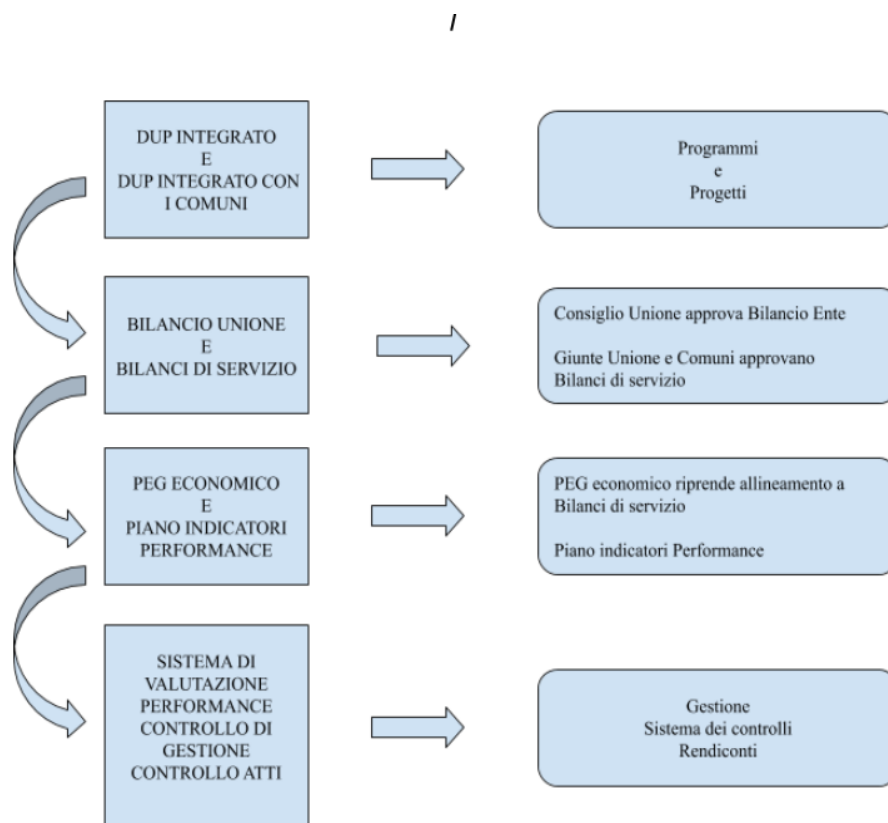 I
DUP INTEGRATO
E
DUP INTEGRATO CON
I COMUNI
Programmi
e
Progetti
BILANCIO UNIONE
E
BILANCI DI SERVIZIO
Consiglio Unione approva Bilancio Ente
Giunte Unione e Comuni approvano
Bilanci di servizio
PEG ECONOMICO
E
PIANO INDICATORI
PERFORMANCE
PEG economico riprende allineamento a
Bilanci di servizio
Piano indicatori Performance
SISTEMA DI
VALUTAZIONE
PERFORMANCE
CONTROLLO DI
GESTIONE
CONTROLLO ATTI
Gestione
Sistema dei controlli
Rendiconti